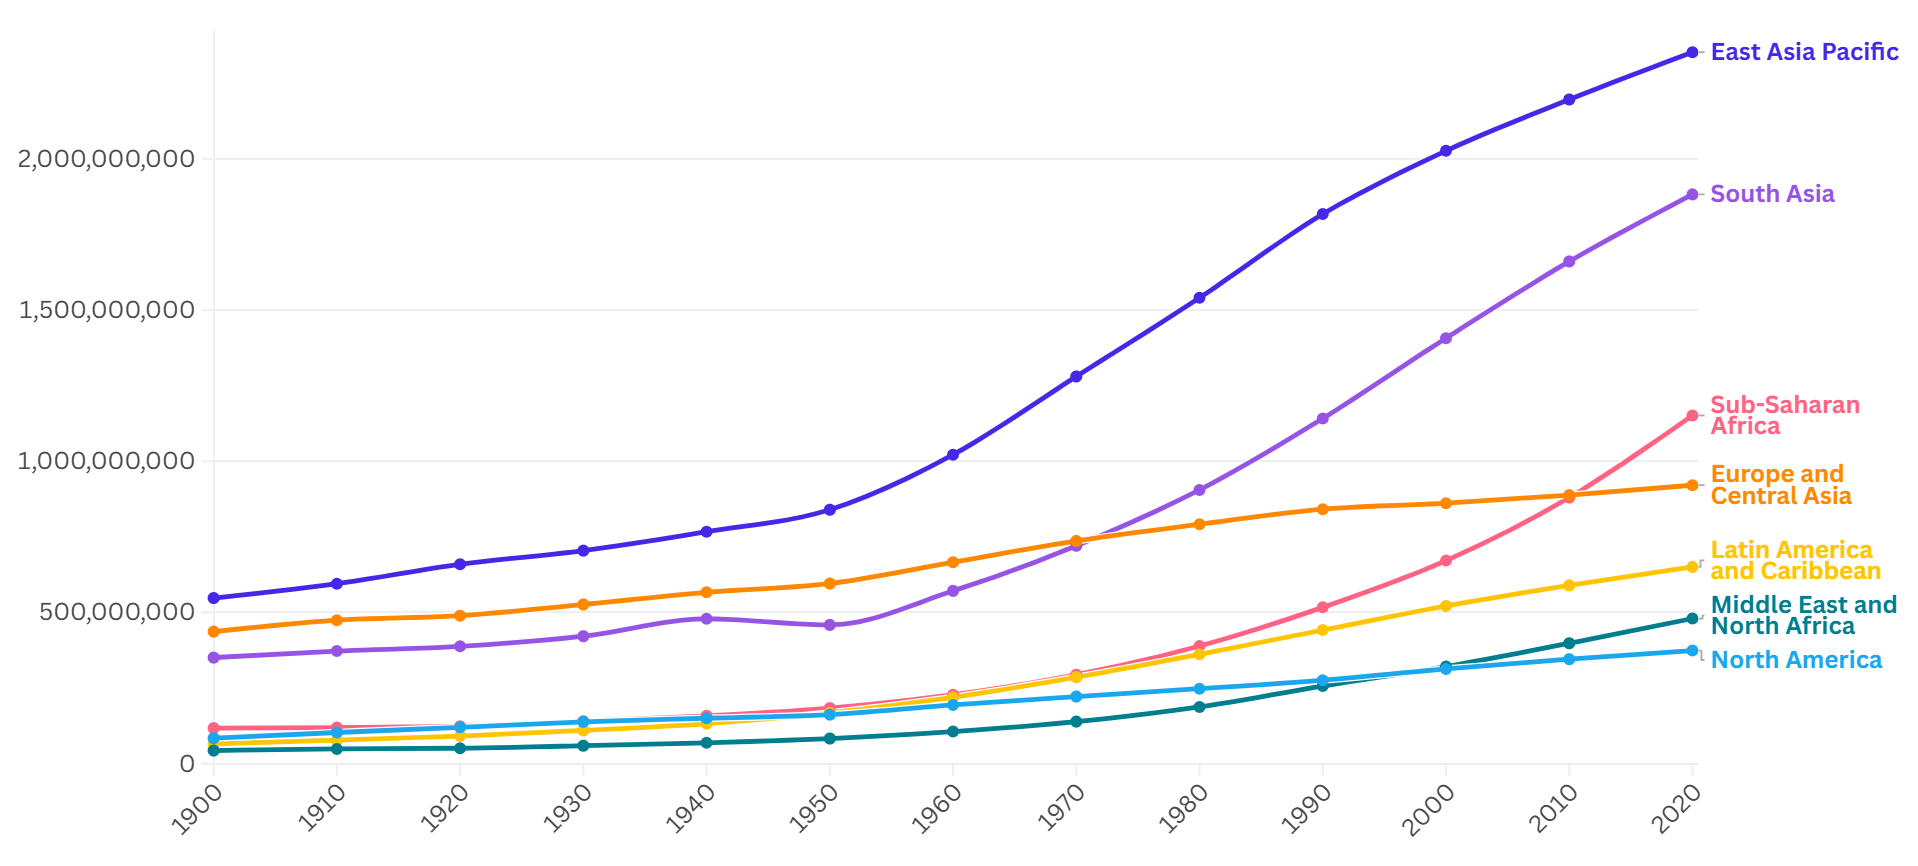 East Asia Pacific
2,000,000,000
South Asia
1,500,000,000
Sub-Saharan
Africa
1,000,000,000
Europe and
Central Asia
Latin America
and Caribbean
500,000,000
Middle East and
North Africa
North America
0
1900
1910
1920
1930
1940
1950
1960
1970
1980
1990
2000
2010
2020